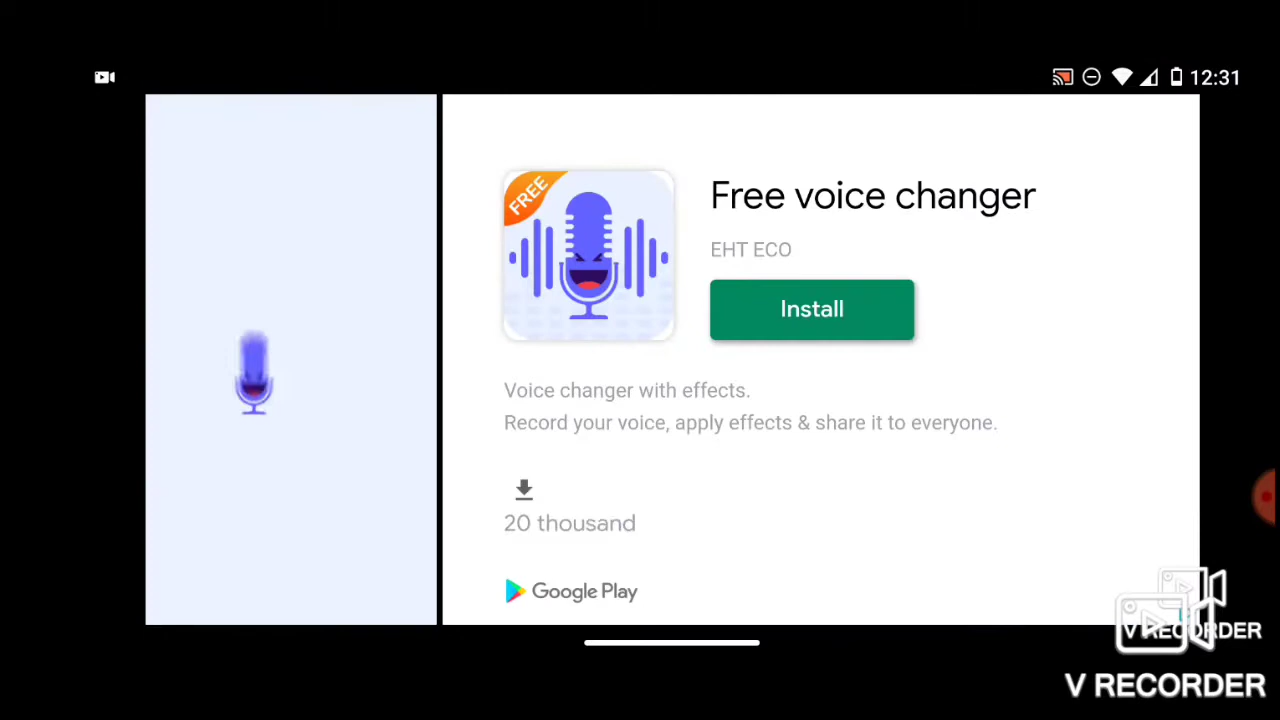 12:31
FREE
Free voice changer
EHT ECO
Install
Voice changer with effects.
Record your voice, apply effects & share it to everyone.
20 thousand
Google Play
V RECORDER
V RECORDER